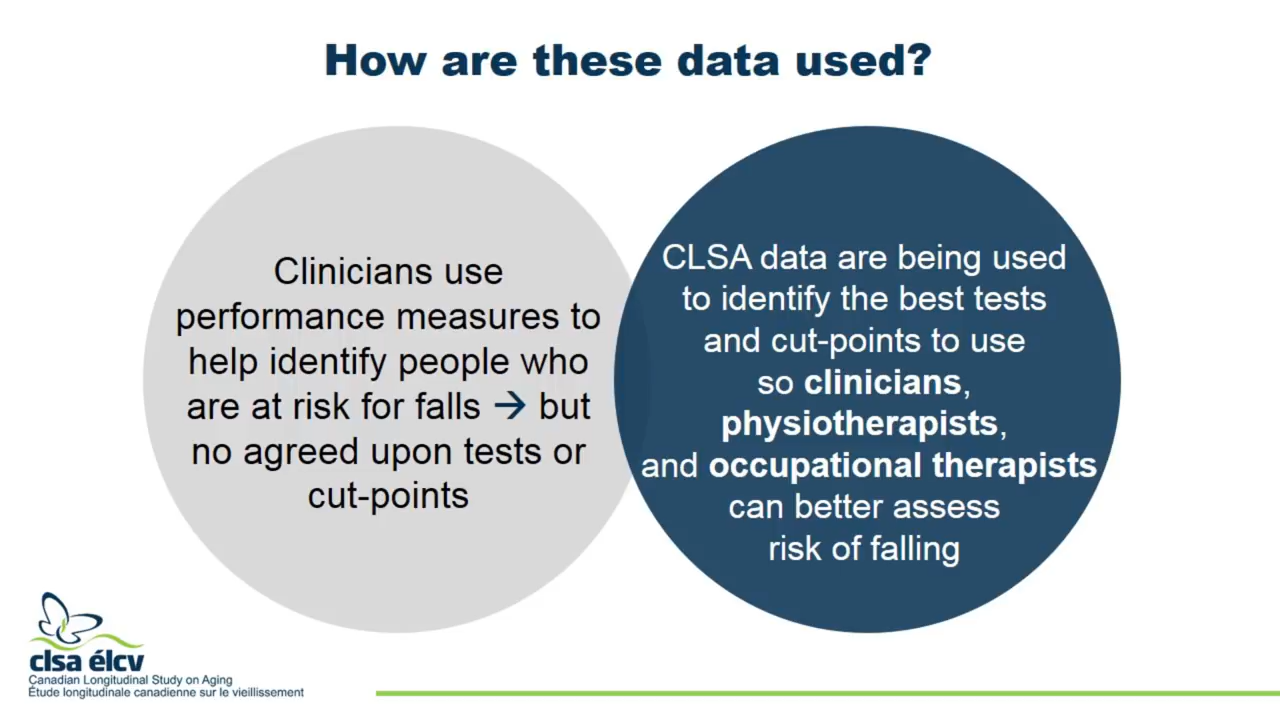 How are these data used?
Clinicians use
performance measures to
help identify people who
are at risk for falls → but
no agreed upon tests or
cut-points
CLSA data are being used
to identify the best tests
and cut-points to use
so clinicians,
physiotherapists,
and occupational therapists
can better assess
risk of falling
clsa élcv
Canadian Longitudinal Study on Aging
Étude longitudinale canadienne sur le vieillissement